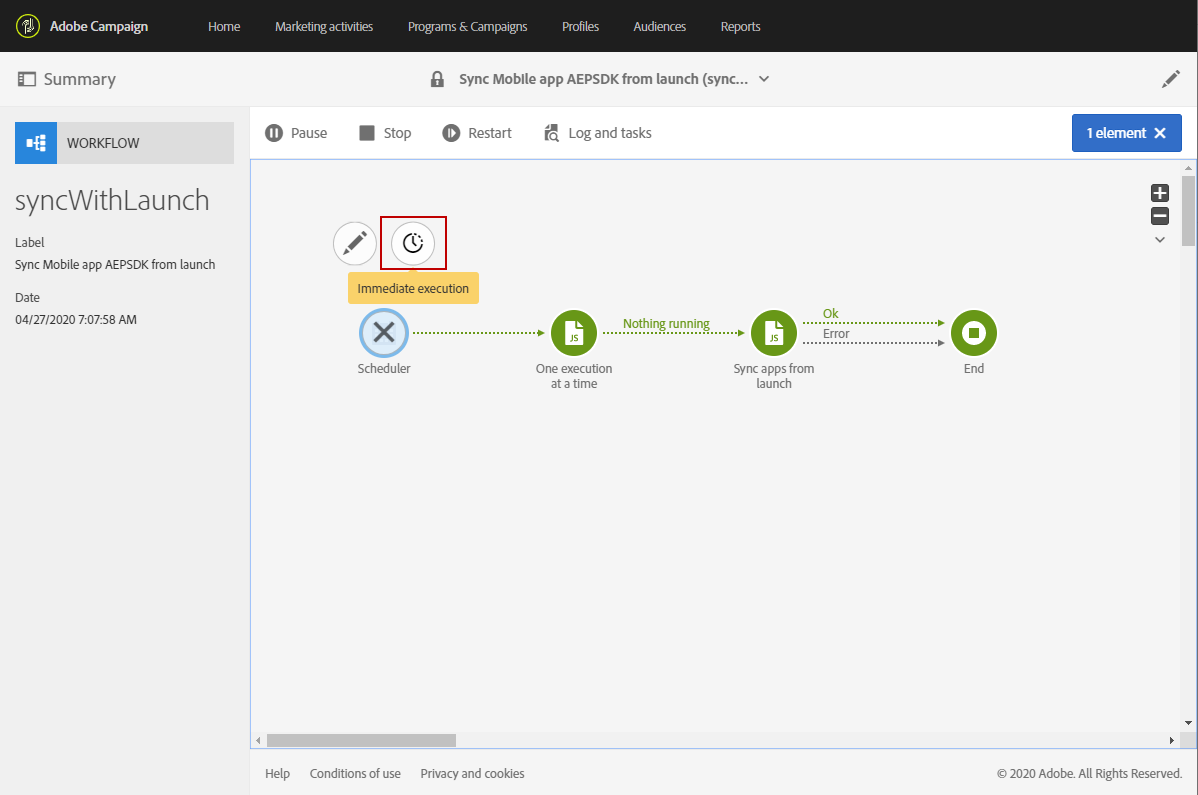 Adobe Campaign
Home
Marketing activities
Programs & Campaigns
Profiles
Audiences
Reports
Summary
Sync Mobile app AEPSDK from launch (sync...
WORKFLOW
Pause
Stop
Restart
Log and tasks
1 element
syncWithLaunch
Label
Sync Mobile app AEPSDK from launch
Date
04/27/2020 7:07:58 AM
Immediate execution
Scheduler
JS
One execution
at a time
Nothing running
JS
Sync apps from
launch
Ok
Error
End
Help
Conditions of use
Privacy and cookies
© 2020 Adobe. All Rights Reserved.